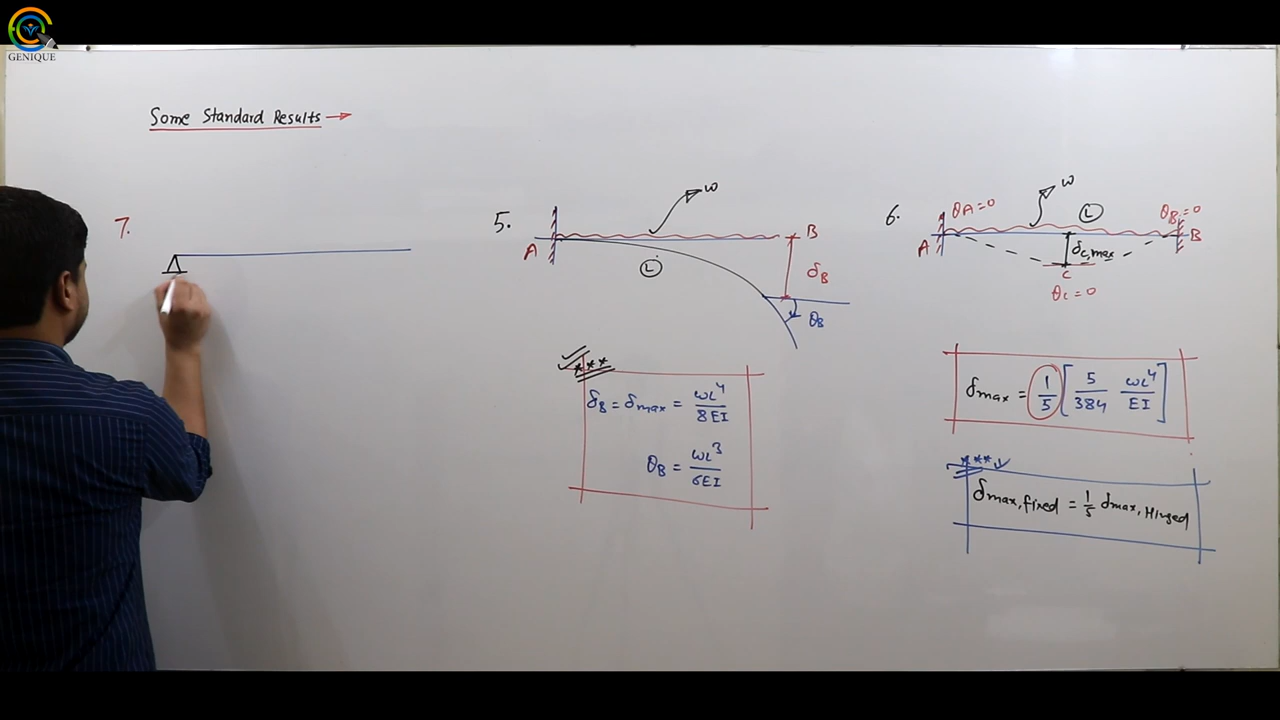 GENIQUE
Some Standard Results →
7.
5.
w
A
B
L
δB
θB
***
δB = δmax = wL⁴/8EI
θB = wL³/6EI
6.
w
θA=0
L
θB=0
A
B
δc,max
C
θc=0
δmax = 1/5 [5/384 wL⁴/EI]
***
δmax,fixed = 1/5 δmax,Hinged